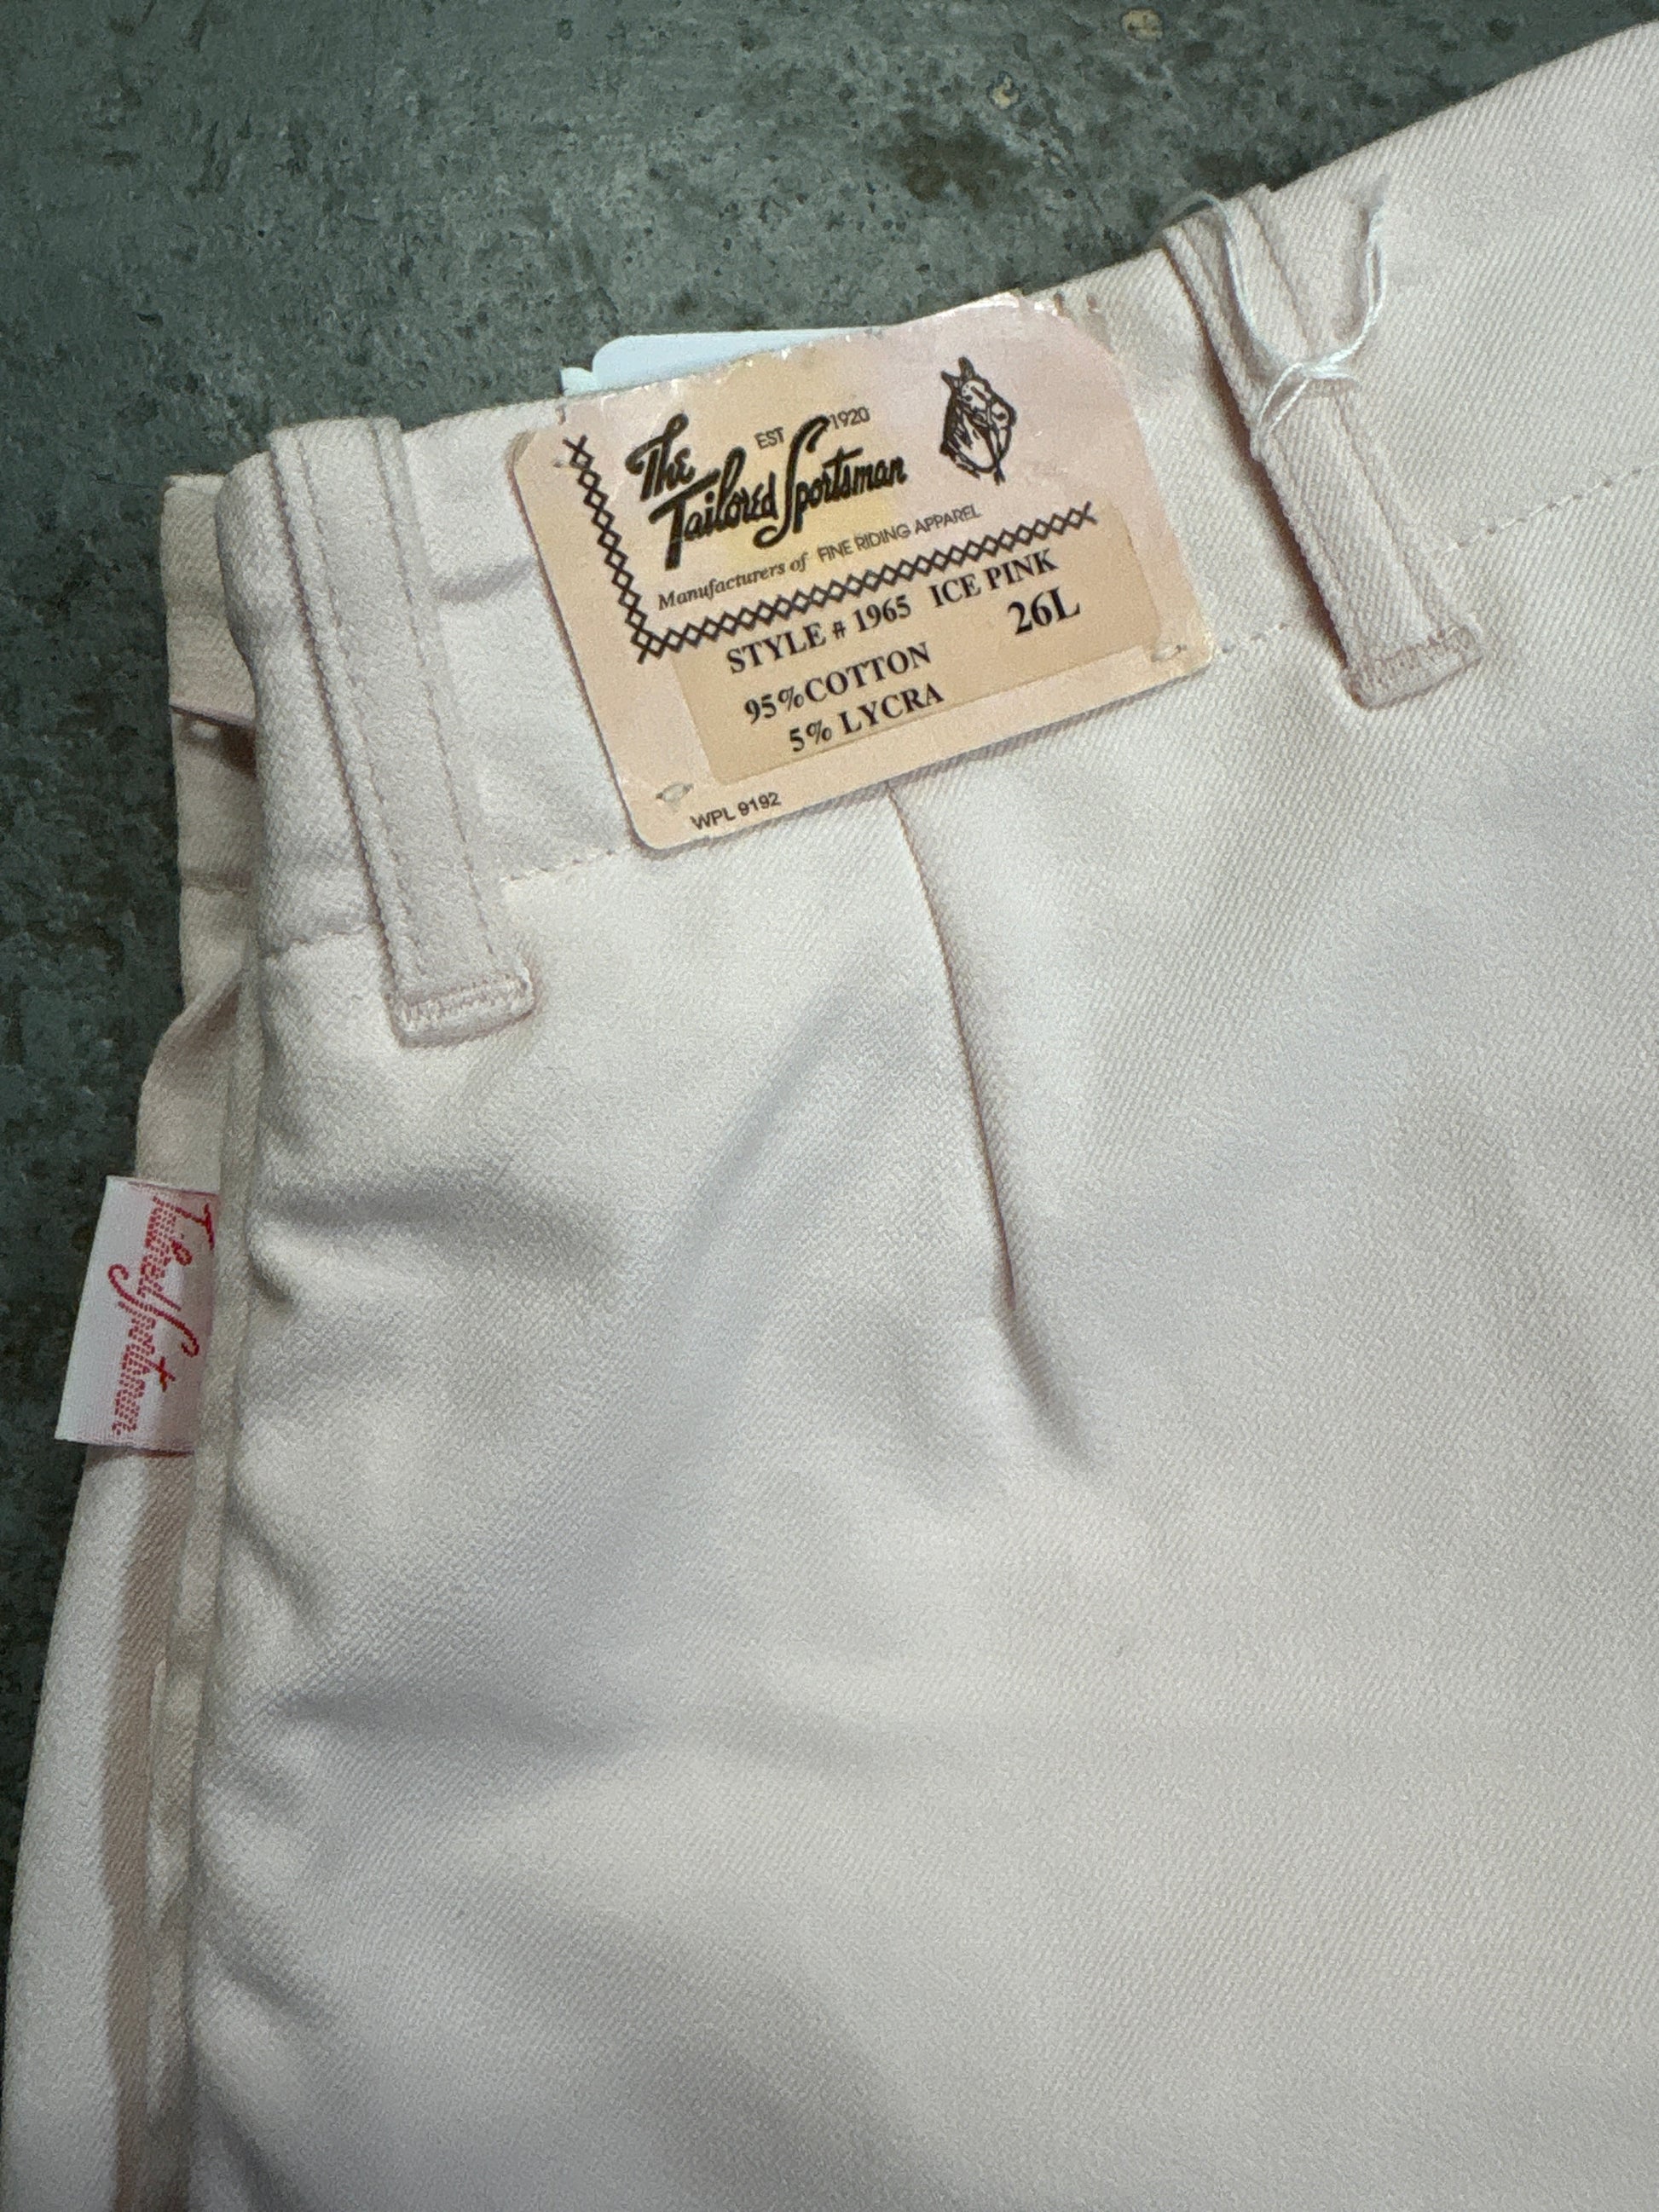 EST 1920
The
Tailored Sportsman
Manufacturers of FINE RIDING APPAREL
STYLE # 1965 ICE PINK
95%COTTON 26L
5% LYCRA
WPL 9192
Tailored Sportsman